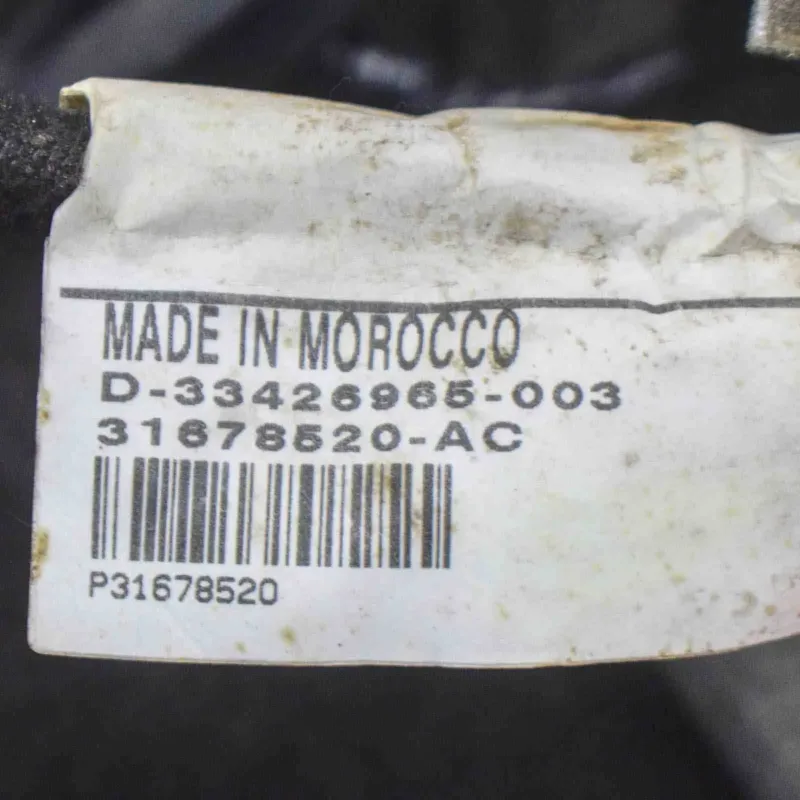 MADE IN MOROCCO
D-33426965-003
31678520-AC
P31678520